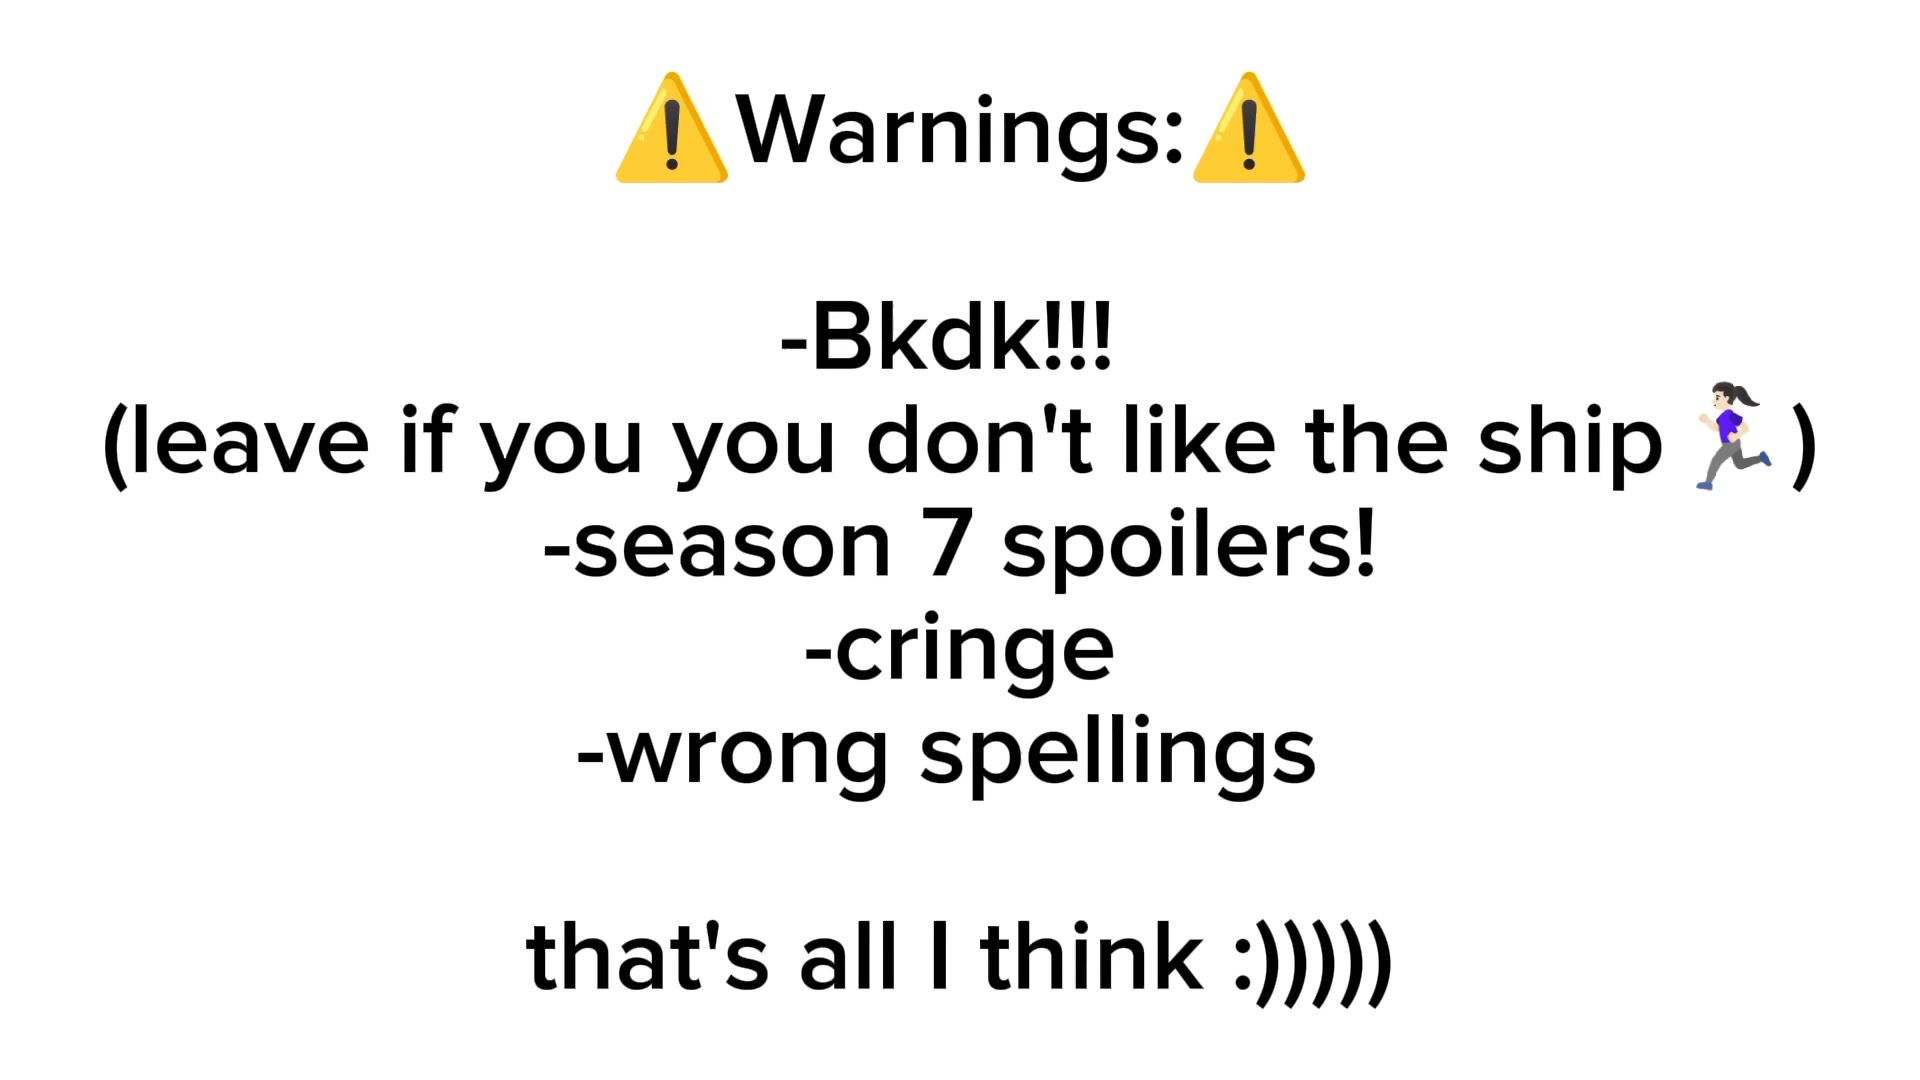 ⚠️Warnings:⚠️
-Bkdk!!!
(leave if you you don't like the ship🏃🏻‍♀️)
-season 7 spoilers!
-cringe
-wrong spellings
that's all I think :)))))